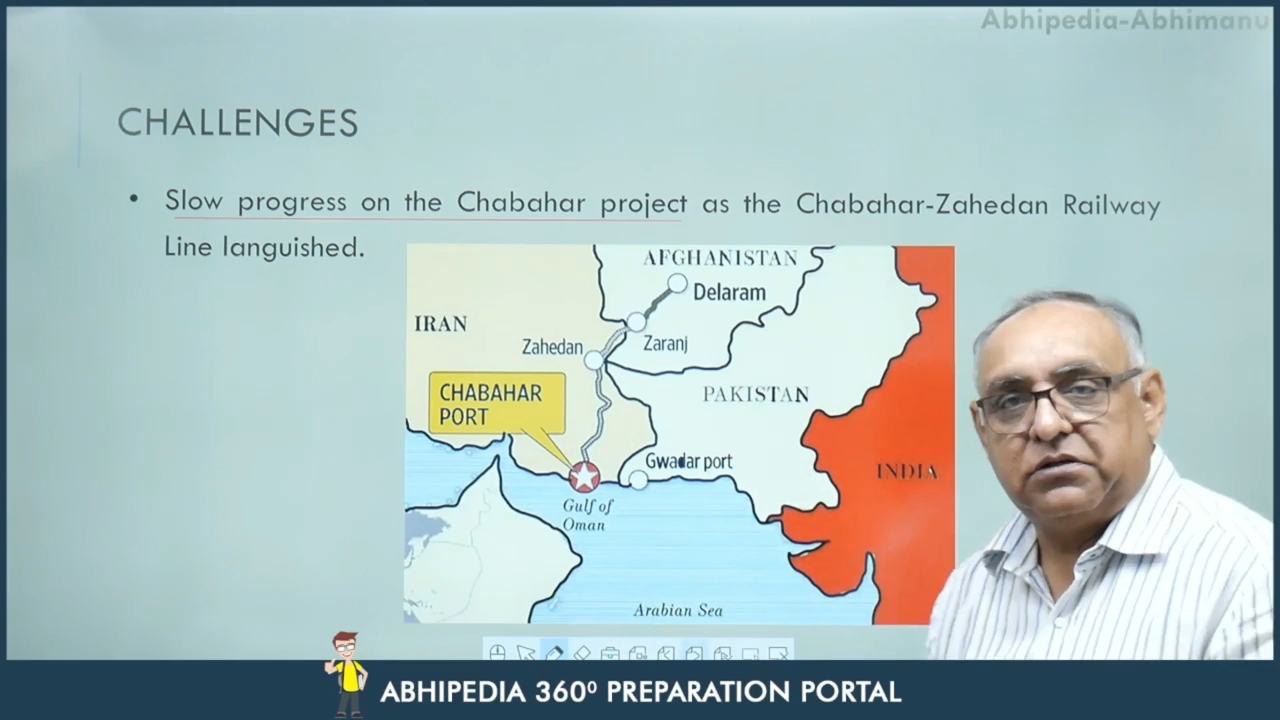 Abhipedia-Abhimanu
CHALLENGES
• Slow progress on the Chabahar project as the Chabahar-Zahedan Railway
Line languished.
AFGHANISTAN
Delaram
IRAN
Zahedan
Zaranj
CHABAHAR
PORT
PAKISTAN
Gwadar port
INDIA
Gulf of
Oman
Arabian Sea
ABHIPEDIA 360⁰ PREPARATION PORTAL